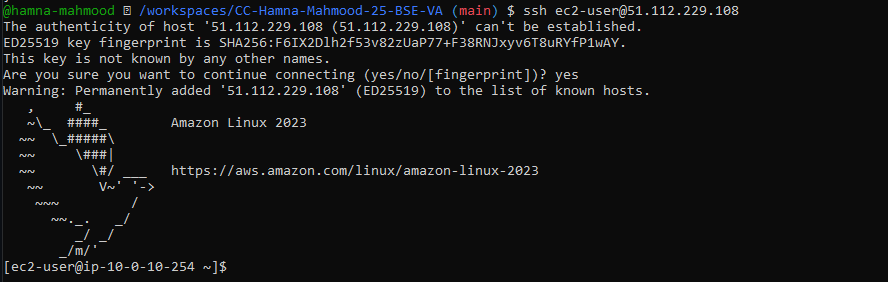 @hamna-mahmood /workspaces/CC-Hamna-Mahmood-25-BSE-VA (main) $ ssh ec2-user@51.112.229.108
The authenticity of host '51.112.229.108 (51.112.229.108)' can't be established.
ED25519 key fingerprint is SHA256:F6IX2Dlh2f53v82zUaP77+F38RNJxyv6T8uRYfP1wAY.
This key is not known by any other names.
Are you sure you want to continue connecting (yes/no/[fingerprint])? yes
Warning: Permanently added '51.112.229.108' (ED25519) to the list of known hosts.
   ,     #_
   ~\_  ####_        Amazon Linux 2023
  ~~  \_#####\
  ~~     \###|
  ~~       \#/ ___   https://aws.amazon.com/linux/amazon-linux-2023
   ~~       V~' '->
    ~~~         /
      ~~._.   _/
         _/ _/
       _/m/'
[ec2-user@ip-10-0-10-254 ~]$